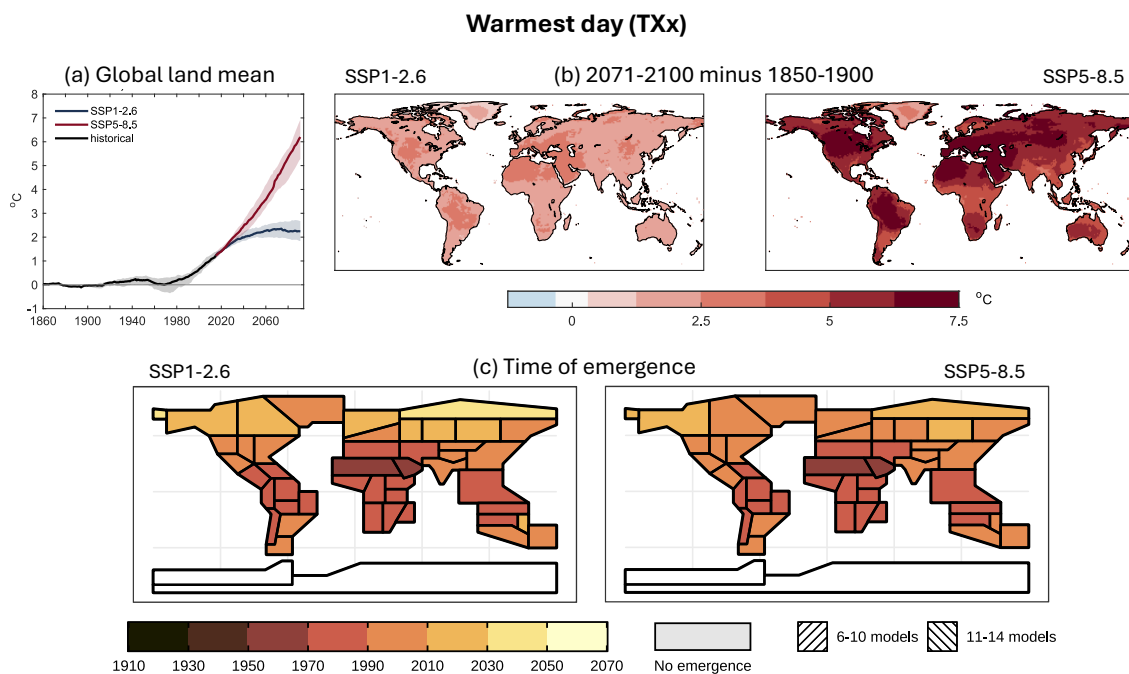 Warmest day (TXx)
(a) Global land mean
SSP1-2.6
(b) 2071-2100 minus 1850-1900
SSP5-8.5
8
7
6
5
4
3
2
1
0
-1
°C
SSP1-2.6
SSP5-8.5
historical
1860 1900 1940 1980 2020 2060
0 2.5 5 7.5
°C
SSP1-2.6
(c) Time of emergence
SSP5-8.5
1910 1930 1950 1970 1990 2010 2030 2050 2070
No emergence
6-10 models
11-14 models